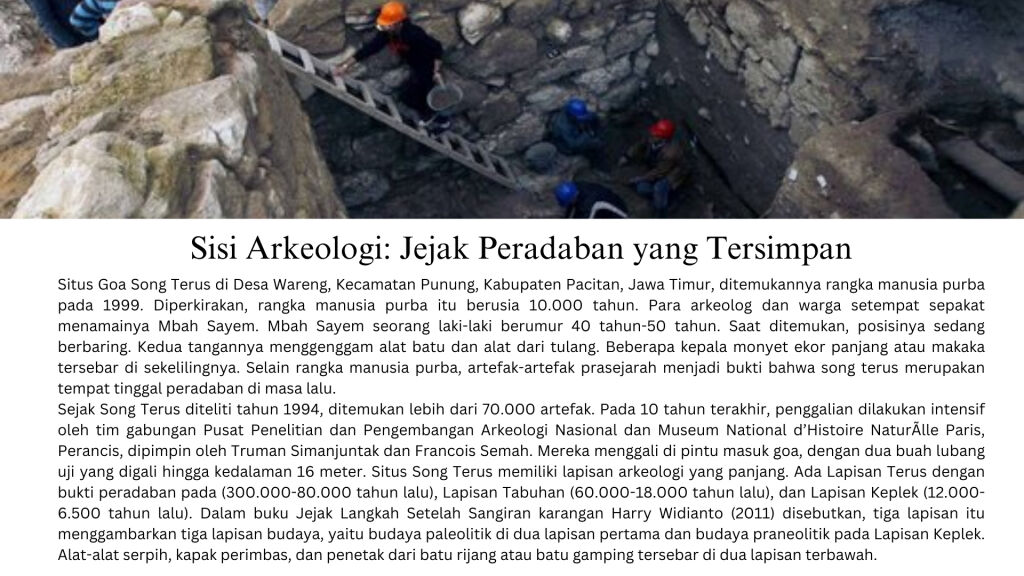 Sisi Arkeologi: Jejak Peradaban yang Tersimpan
Situs Goa Song Terus di Desa Wareng, Kecamatan Punung, Kabupaten Pacitan, Jawa Timur, ditemukannya rangka manusia purba
pada 1999. Diperkirakan, rangka manusia purba itu berusia 10.000 tahun. Para arkeolog dan warga setempat sepakat
menamainya Mbah Sayem. Mbah Sayem seorang laki-laki berumur 40 tahun-50 tahun. Saat ditemukan, posisinya sedang
berbaring. Kedua tangannya menggenggam alat batu dan alat dari tulang. Beberapa kepala monyet ekor panjang atau makaka
tersebar di sekelilingnya. Selain rangka manusia purba, artefak-artefak prasejarah menjadi bukti bahwa song terus merupakan
tempat tinggal peradaban di masa lalu.
Sejak Song Terus diteliti tahun 1994, ditemukan lebih dari 70.000 artefak. Pada 10 tahun terakhir, penggalian dilakukan intensif
oleh tim gabungan Pusat Penelitian dan Pengembangan Arkeologi Nasional dan Museum National d’Histoire NaturÃlle Paris,
Perancis, dipimpin oleh Truman Simanjuntak dan Francois Semah. Mereka menggali di pintu masuk goa, dengan dua buah lubang
uji yang digali hingga kedalaman 16 meter. Situs Song Terus memiliki lapisan arkeologi yang panjang. Ada Lapisan Terus dengan
bukti peradaban pada (300.000-80.000 tahun lalu), Lapisan Tabuhan (60.000-18.000 tahun lalu), dan Lapisan Keplek (12.000-
6.500 tahun lalu). Dalam buku Jejak Langkah Setelah Sangiran karangan Harry Widianto (2011) disebutkan, tiga lapisan itu
menggambarkan tiga lapisan budaya, yaitu budaya paleolitik di dua lapisan pertama dan budaya praneolitik pada Lapisan Keplek.
Alat-alat serpih, kapak perimbas, dan penetak dari batu rijang atau batu gamping tersebar di dua lapisan terbawah.